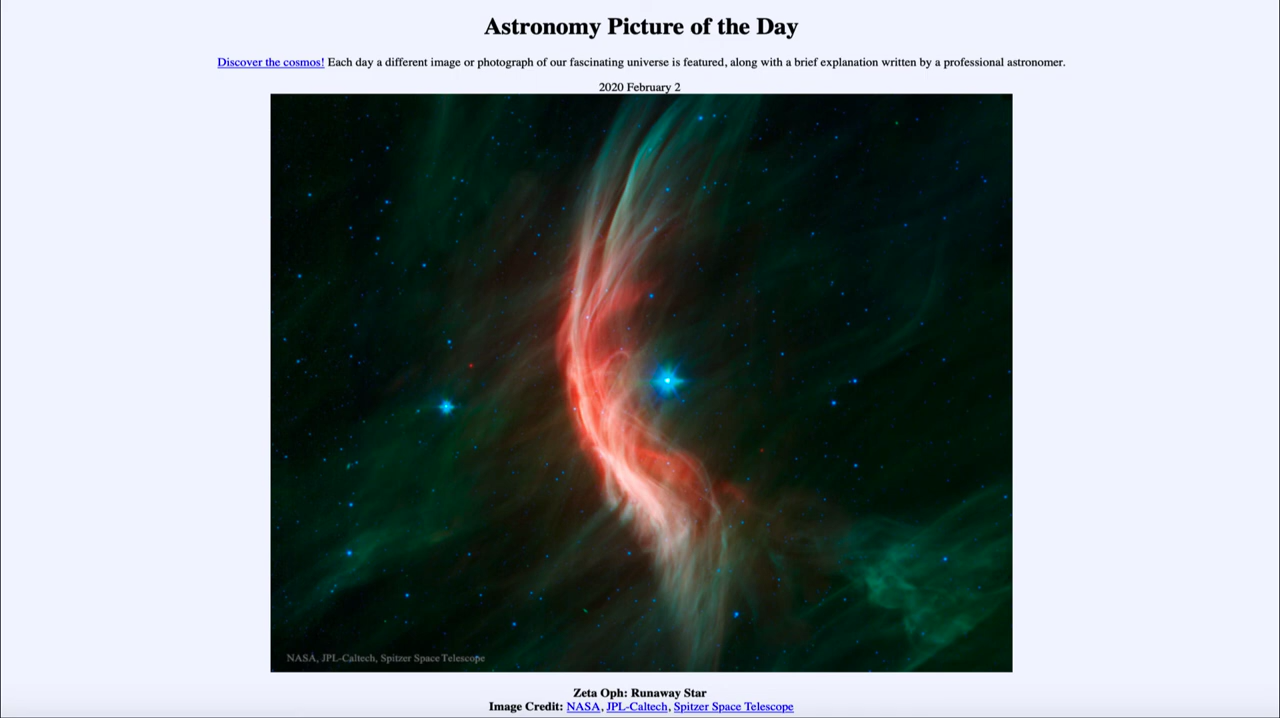 Astronomy Picture of the Day
Discover the cosmos! Each day a different image or photograph of our fascinating universe is featured, along with a brief explanation written by a professional astronomer.
2020 February 2
NASA, JPL-Caltech, Spitzer Space Telescope
Zeta Oph: Runaway Star
Image Credit: NASA, JPL-Caltech, Spitzer Space Telescope